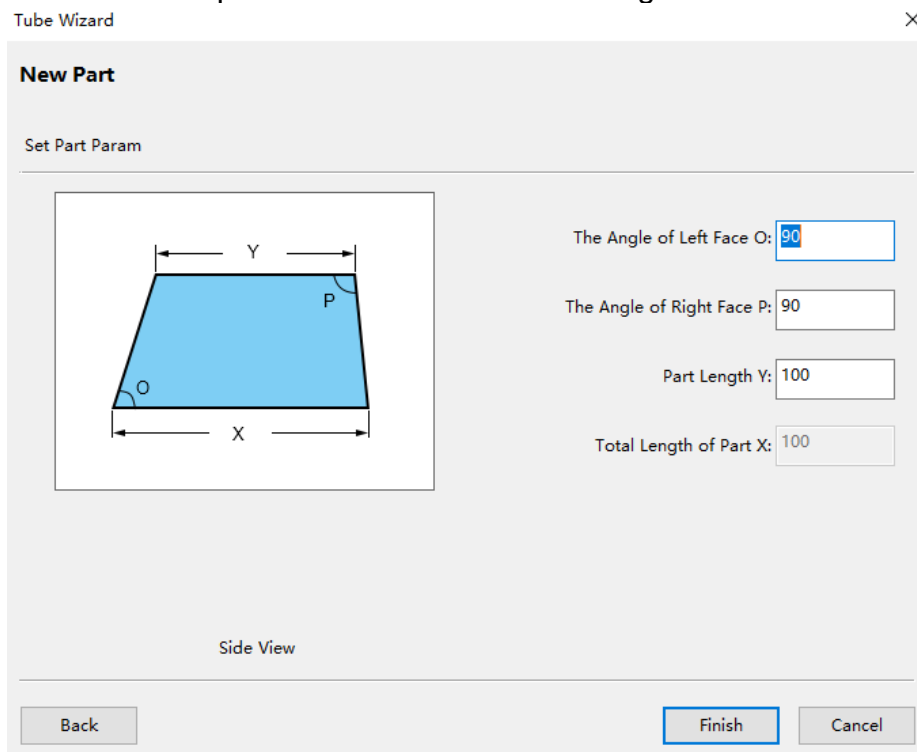 Tube Wizard
New Part
Set Part Param
Y
P
O
X
The Angle of Left Face O: 90
The Angle of Right Face P: 90
Part Length Y: 100
Total Length of Part X: 100
Side View
Back Finish Cancel